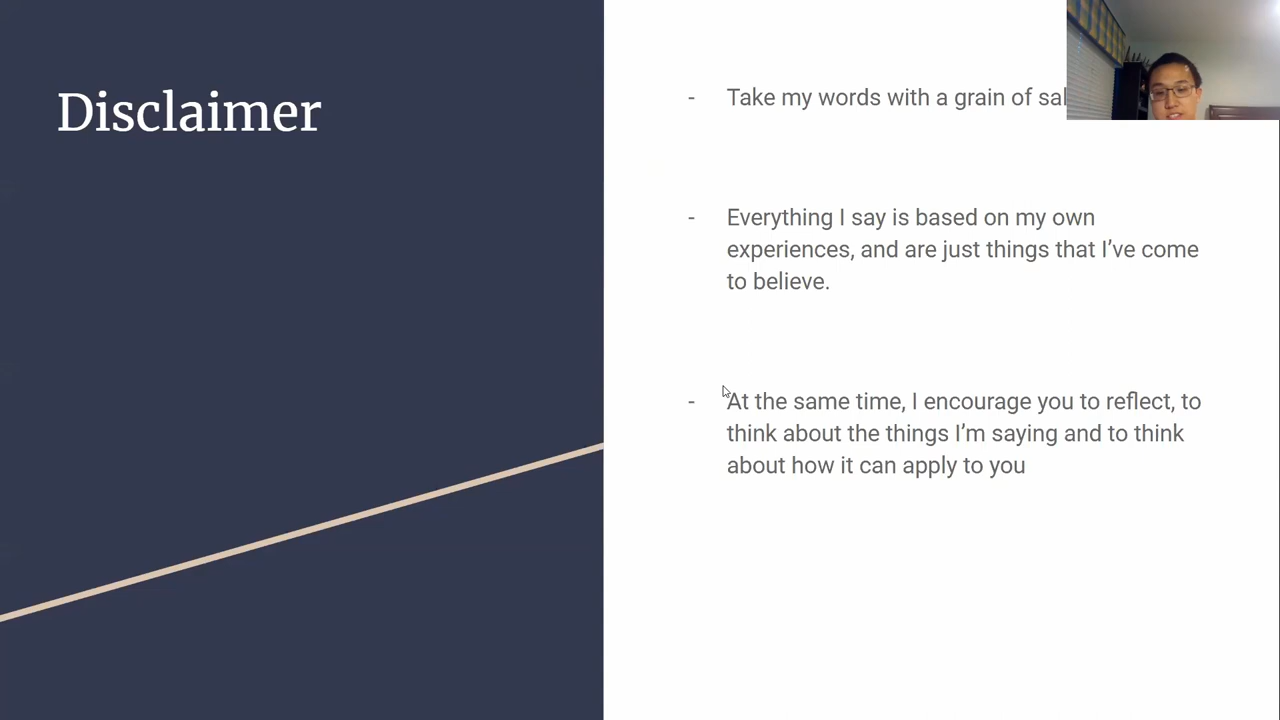 Disclaimer
- Take my words with a grain of
- Everything I say is based on my own
experiences, and are just things that I’ve come
to believe.
- At the same time, I encourage you to reflect, to
think about the things I’m saying and to think
about how it can apply to you